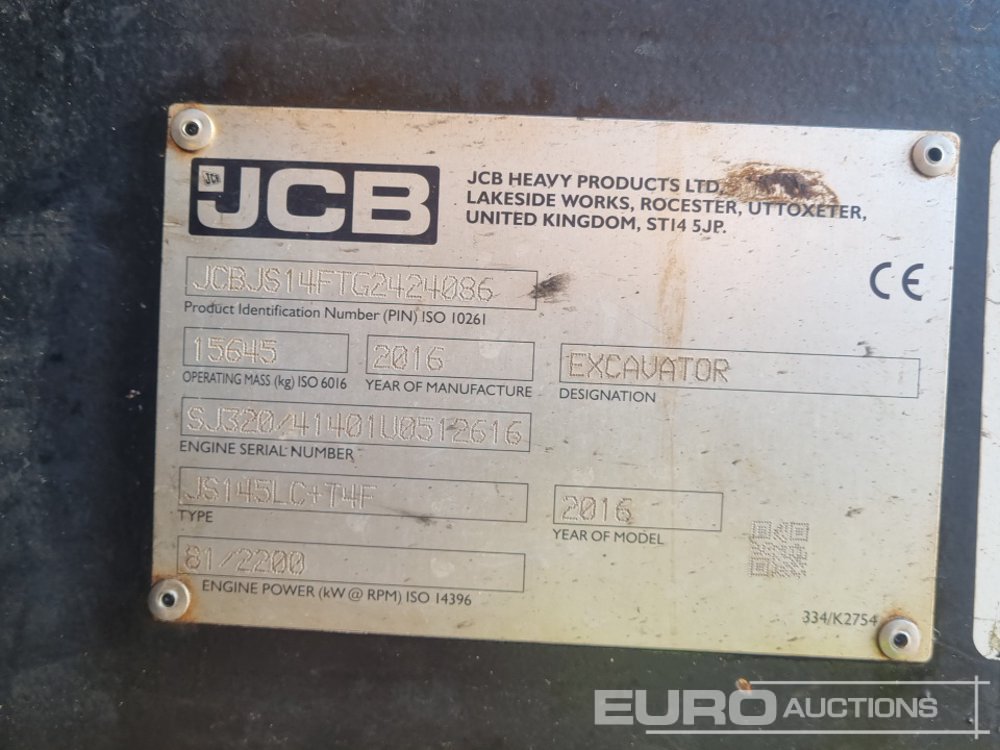 JCB
JCB HEAVY PRODUCTS LTD,
LAKESIDE WORKS, ROCESTER, UTTOXETER,
UNITED KINGDOM, ST14 5JP.
JCBJS14FTG2424086
Product Identification Number (PIN) ISO 10261
CE
15645
OPERATING MASS (kg) ISO 6016
2016
YEAR OF MANUFACTURE
EXCAVATOR
DESIGNATION
SJ320/41401U0512616
ENGINE SERIAL NUMBER
JS145LC+T4F
TYPE
2016
YEAR OF MODEL
81/2200
ENGINE POWER (kW @ RPM) ISO 14396
334/K2754
EURO AUCTIONS